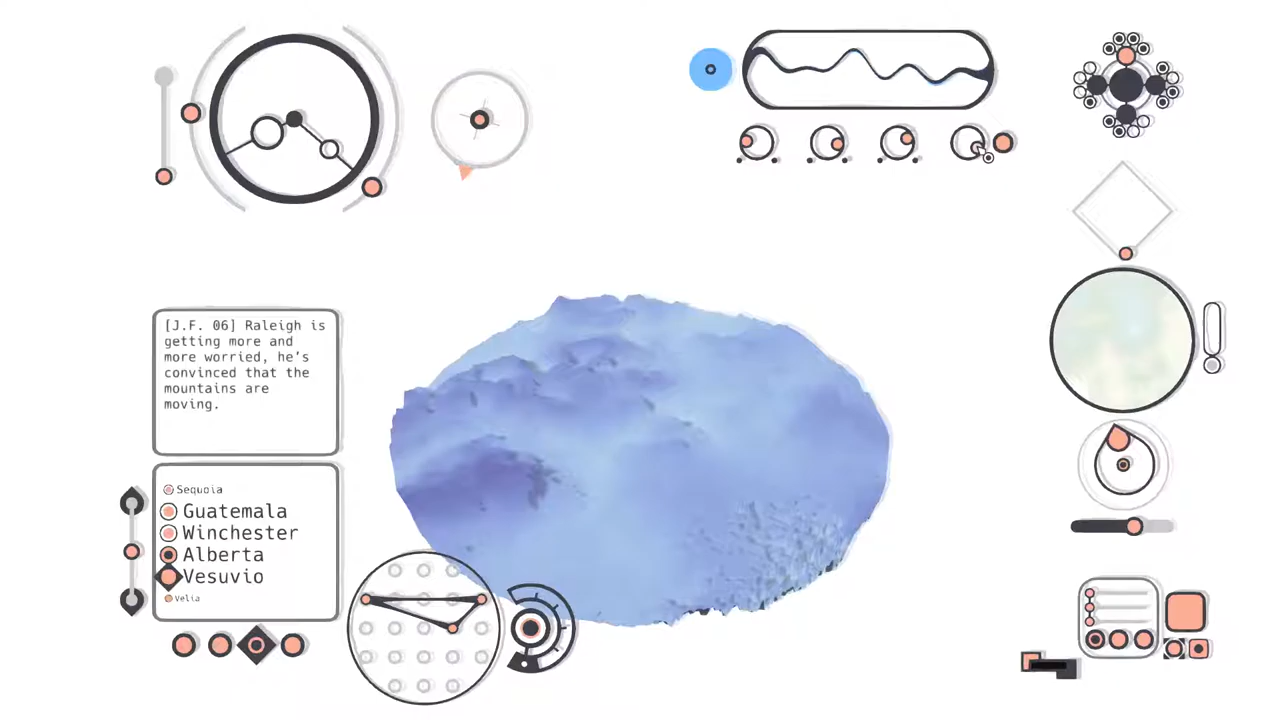 [J.F. 06] Raleigh is
getting more and
more worried, he's
convinced that the
mountains are
moving.
Sequoia
Guatemala
Winchester
Alberta
Vesuvio
Velia